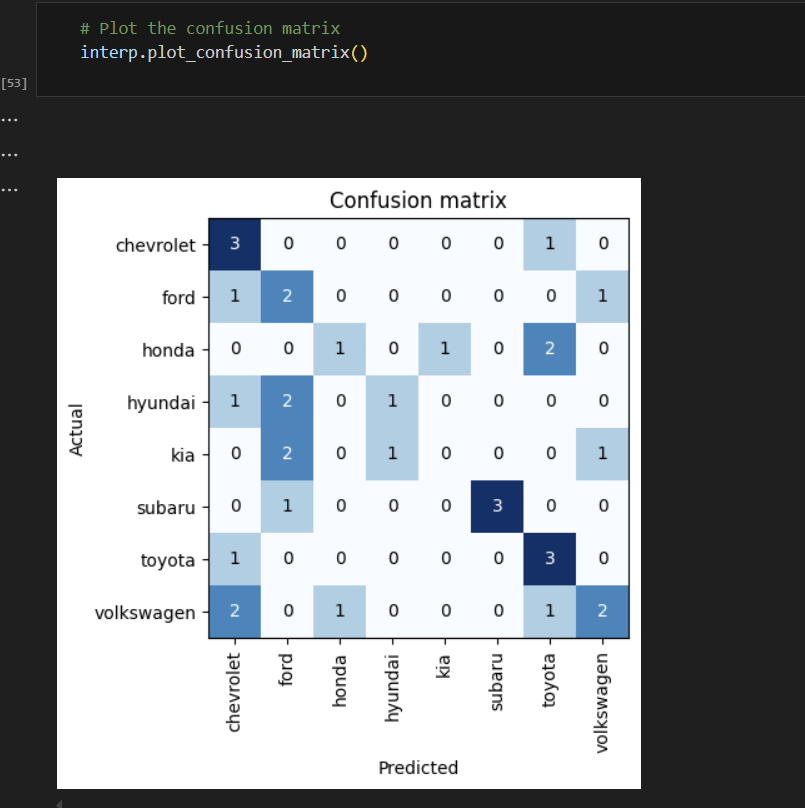 # Plot the confusion matrix
interp.plot_confusion_matrix()
[53]
...
...
...
Confusion matrix
chevrolet 3 0 0 0 0 0 1 0
ford 1 2 0 0 0 0 0 1
honda 0 0 1 0 1 0 2 0
hyundai 1 2 0 1 0 0 0 0
kia 0 2 0 1 0 0 0 1
subaru 0 1 0 0 0 3 0 0
toyota 1 0 0 0 0 0 3 0
volkswagen 2 0 1 0 0 0 1 2
Actual
chevrolet ford honda hyundai kia subaru toyota volkswagen
Predicted